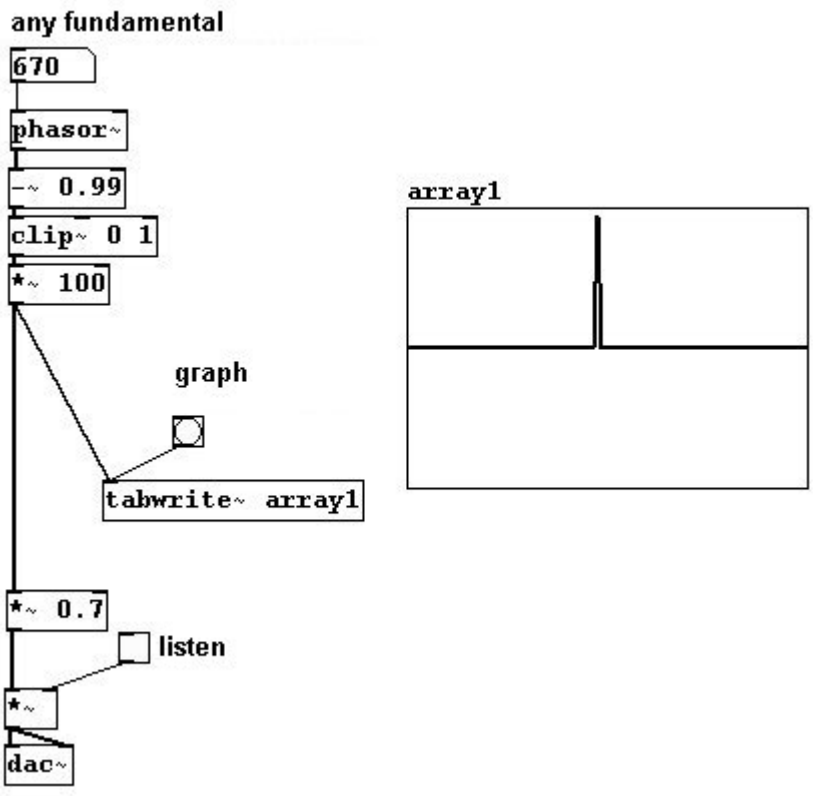 any fundamental
670
phasor~
-~ 0.99
clip~ 0 1
*~ 100
array1
graph
tabwrite~ array1
*~ 0.7
listen
*~
dac~